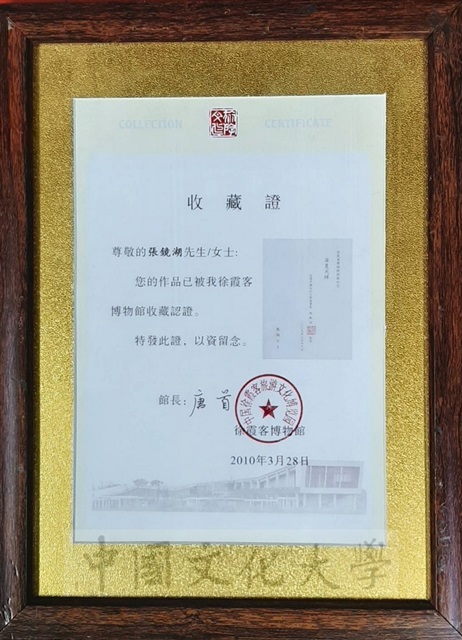 COLLECTION CERTIFICATE
收藏證
尊敬的張鏡湖先生/女士:
您的作品已被我徐霞客
博物館收藏認證。
特發此證，以資留念。
館長:
徐霞客博物館
2010年3月28日
中國文化大學